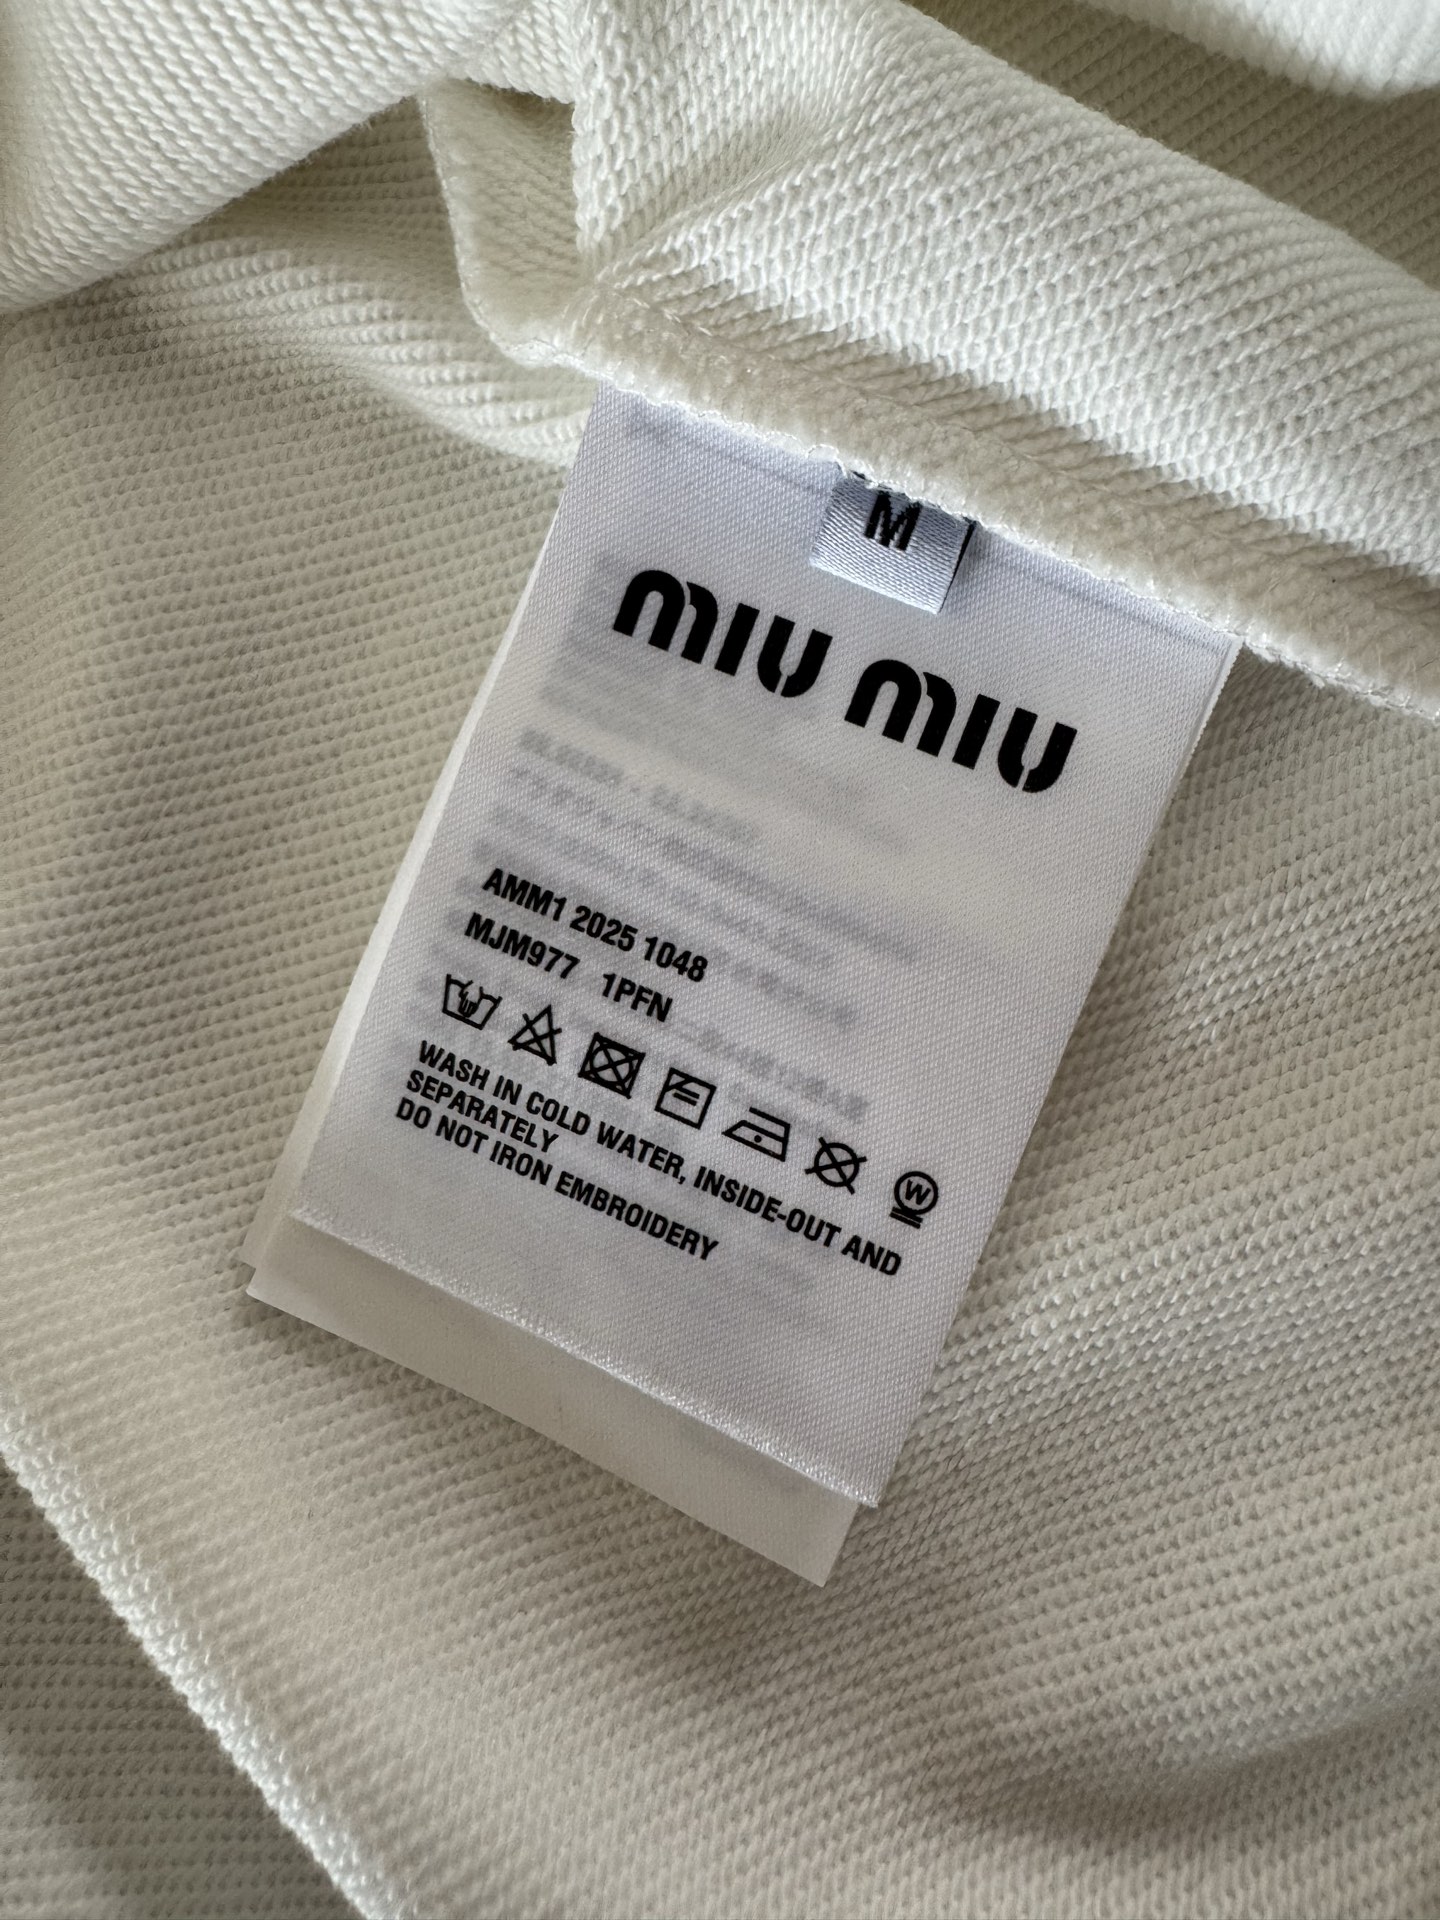 M
MIU MIU
AMM1 2025 1048
MJM977 1PFN
W
WASH IN COLD WATER, INSIDE-OUT AND
SEPARATELY
DO NOT IRON EMBROIDERY